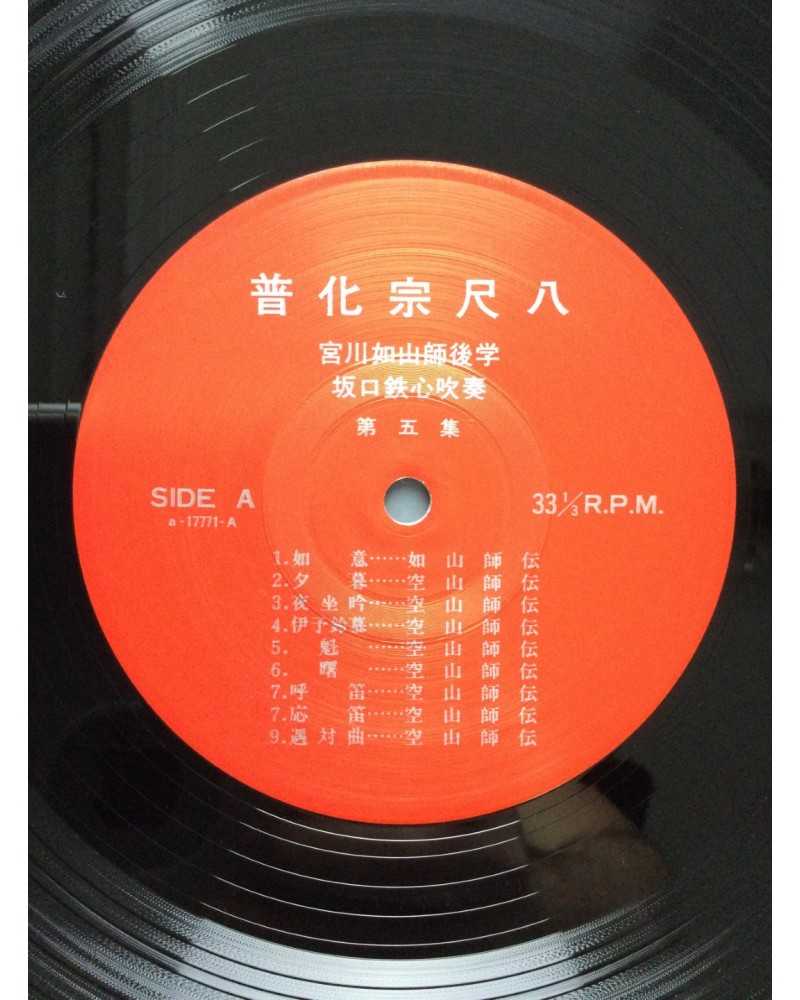 普化宗尺八
宮川如山師後学
坂口鉄心吹奏
第五集
SIDE A
a-17771-A
33 1/3 R.P.M.
1.如意……如山師伝
2.夕暮……空山師伝
3.夜坐吟……空山師伝
4.伊予鈴慕……空山師伝
5.魁……空山師伝
6.曙……空山師伝
7.呼笛……空山師伝
7.応笛……空山師伝
9.遇対曲……空山師伝